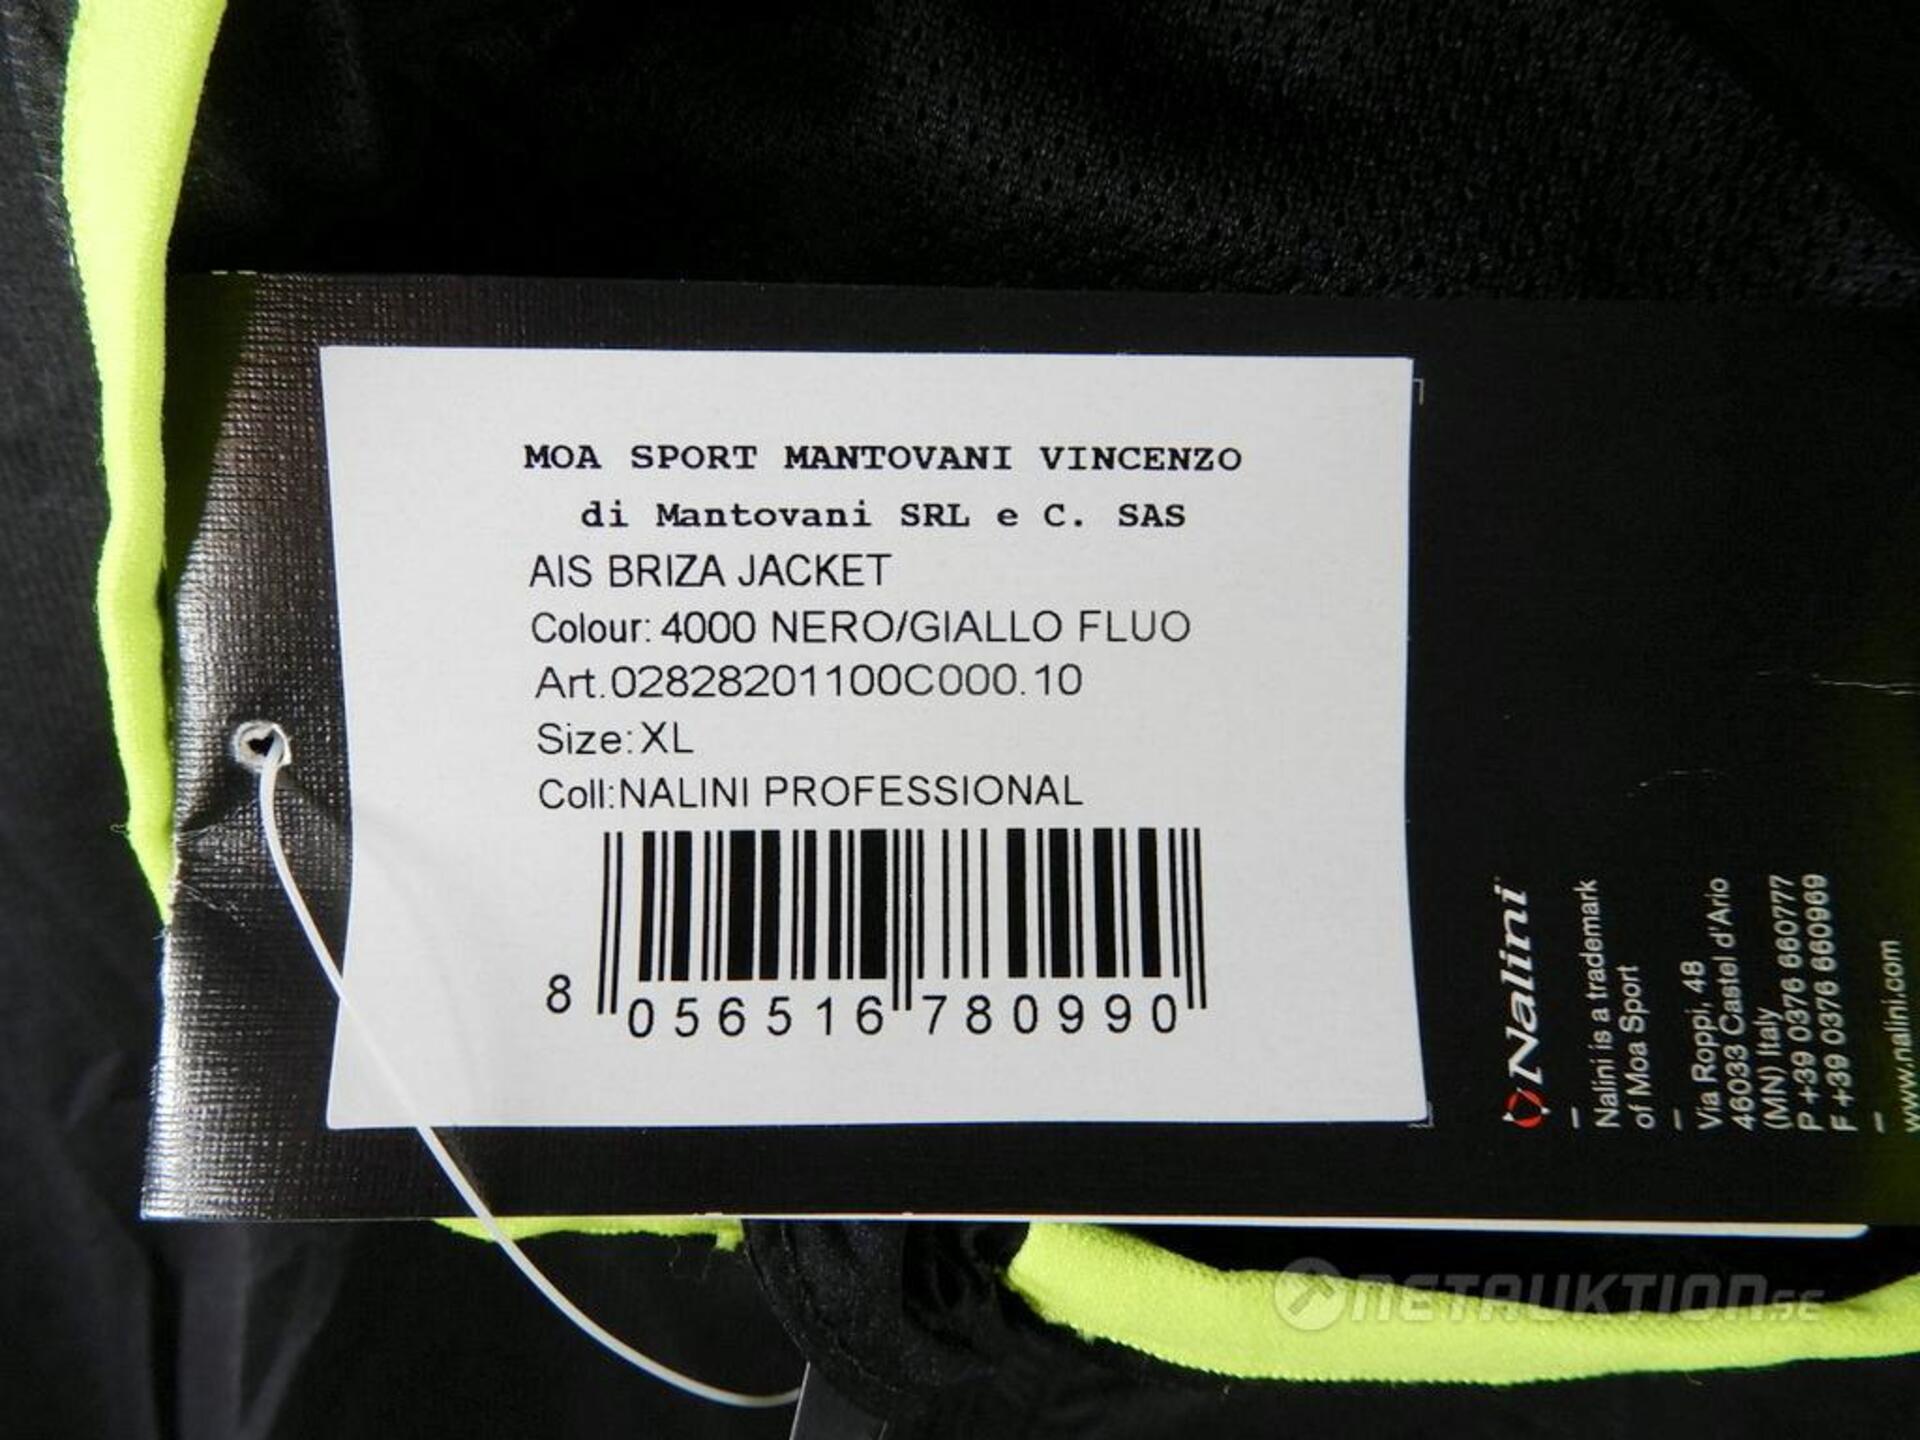 MOA SPORT MANTOVANI VINCENZO
di Mantovani SRL e C. SAS
AIS BRIZA JACKET
Colour: 4000 NERO/GIALLO FLUO
Art.02828201100C000.10
Size:XL
Coll:NALINI PROFESSIONAL
8 056516 780990
Nalini
Nalini is a trademark
of Moa Sport
Via Roppi, 48
46033 Castel d'Ario
(MN) Italy
P +39 0376 660777
F +39 0376 660969
www.nalini.com
NETAUKTION.SE